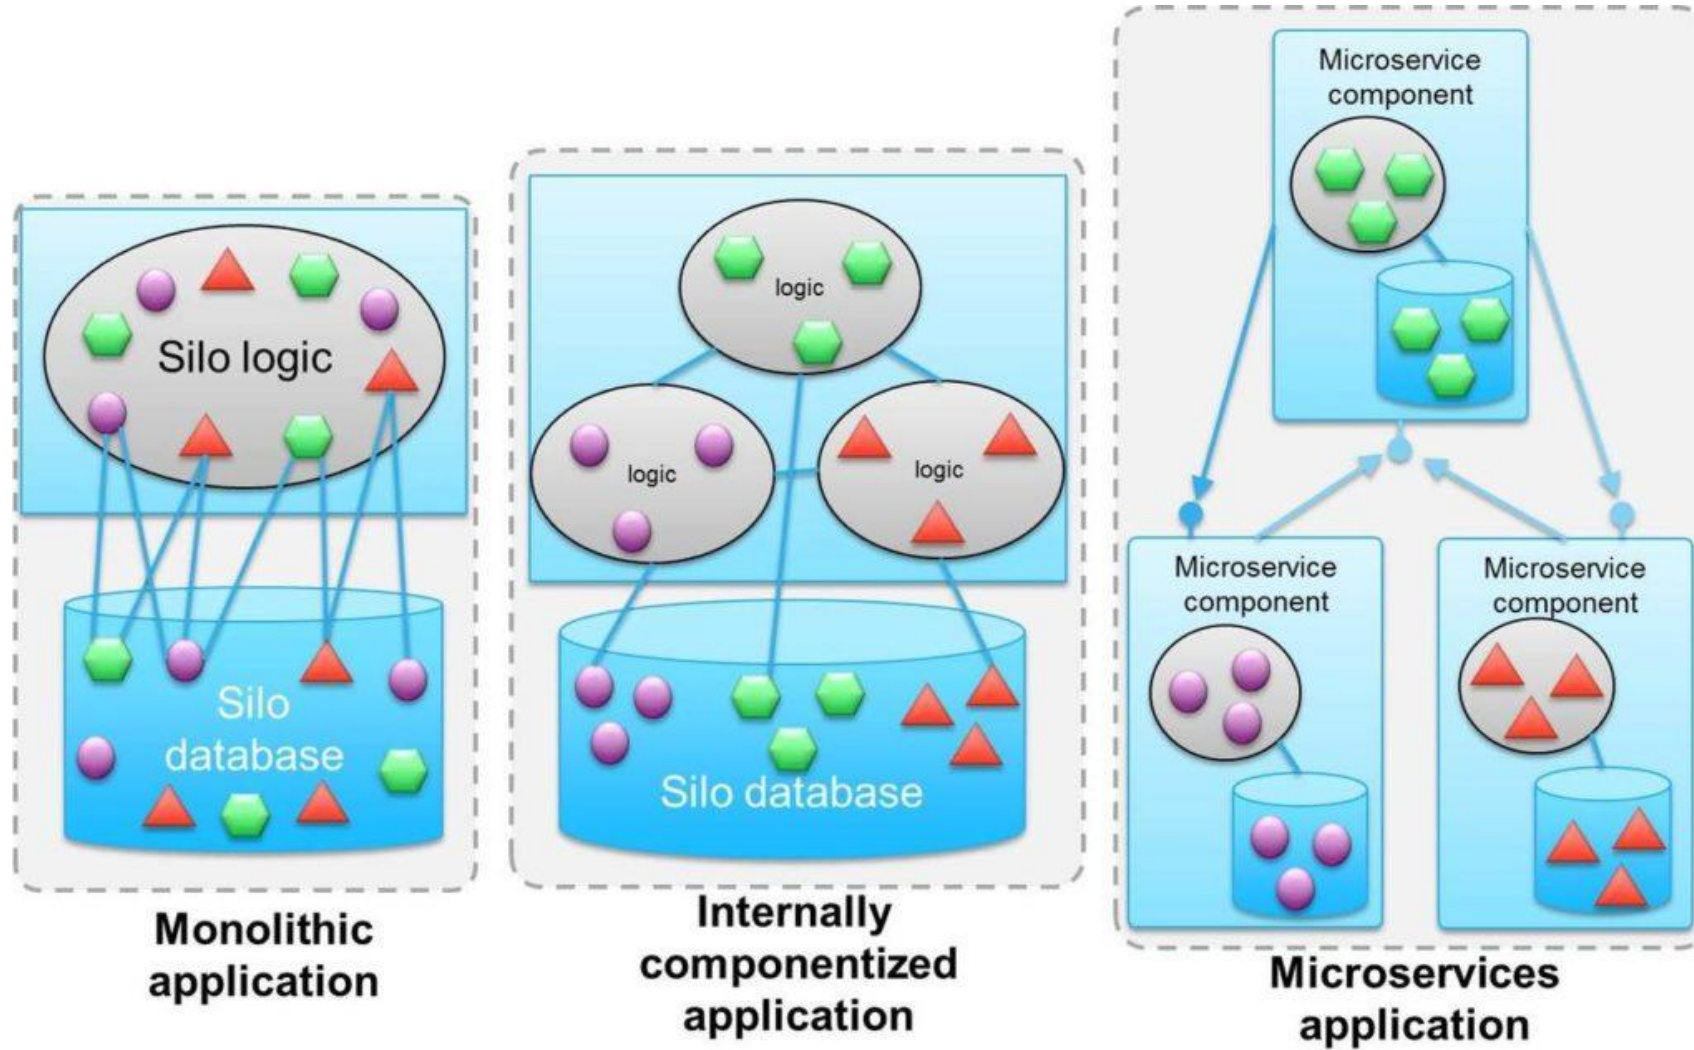 Silo logic
Silo
database
Monolithic
application
logic
logic
logic
Silo database
Internally
componentized
application
Microservice
component
Microservice
component
Microservice
component
Microservices
application